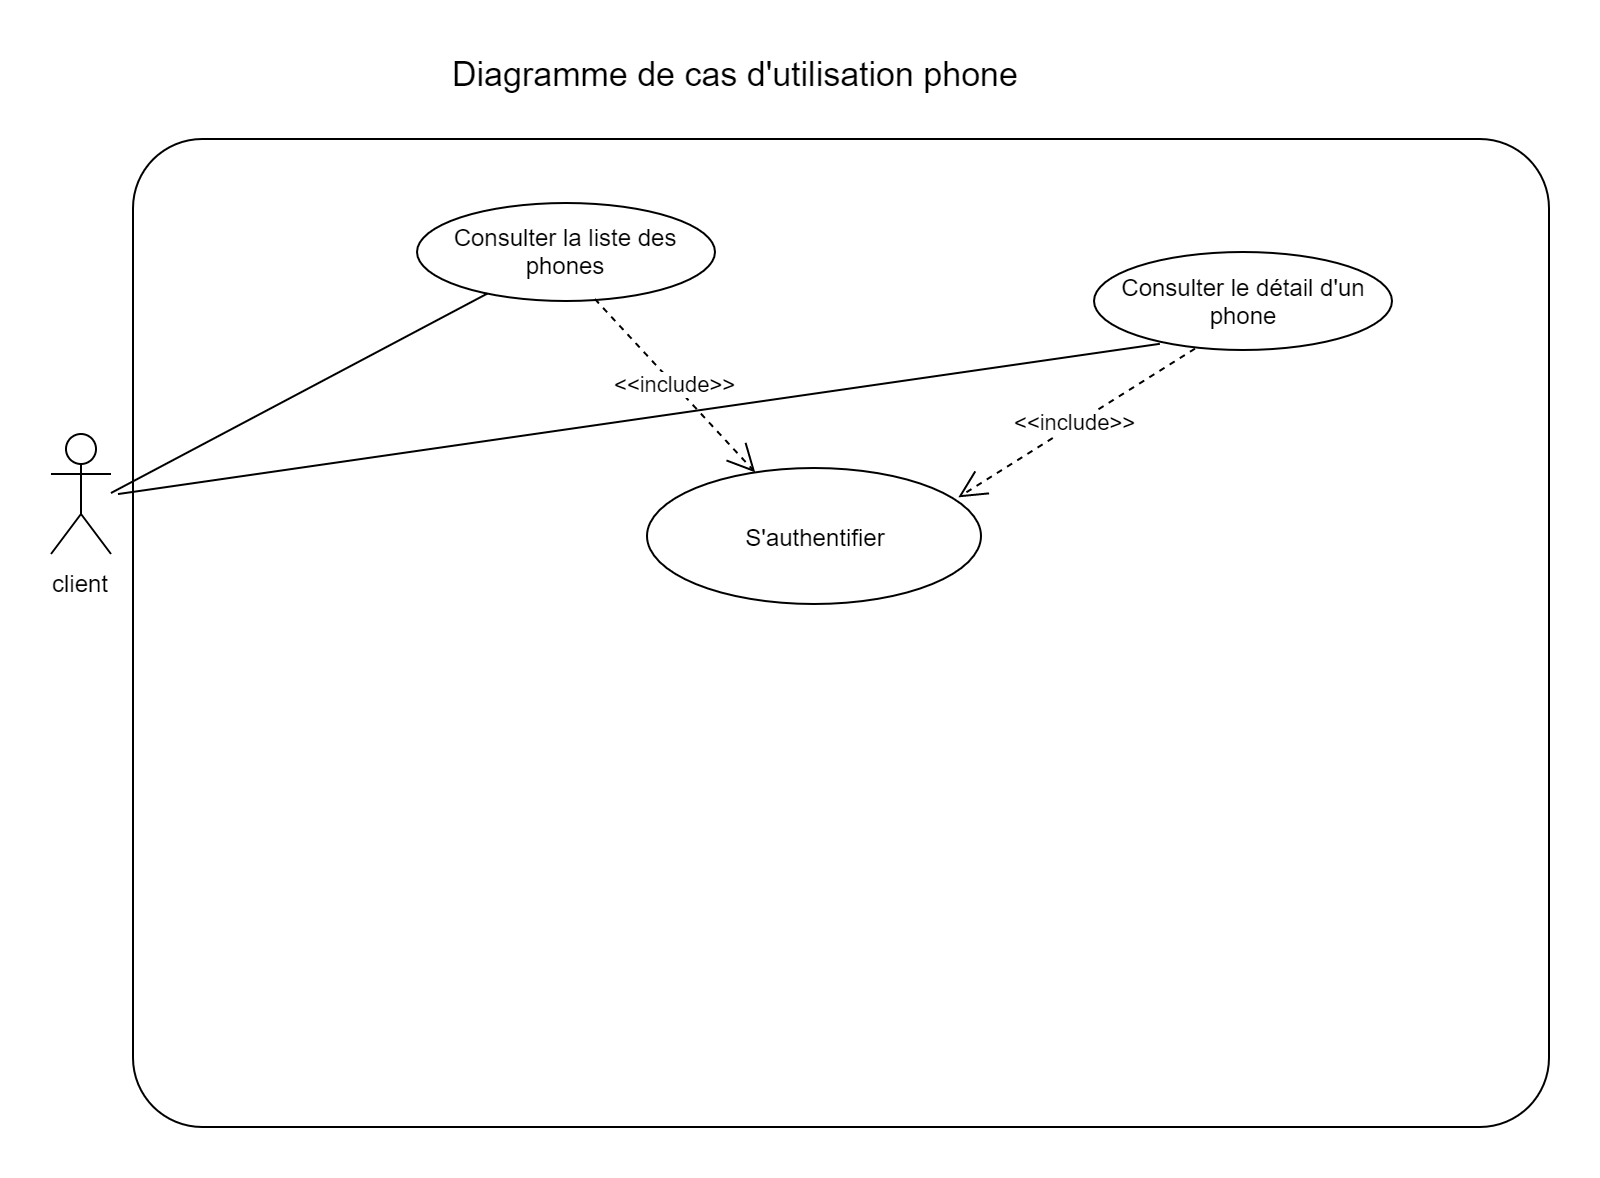 Diagramme de cas d'utilisation phone
Consulter la liste des
phones
Consulter le détail d'un
phone
<<include>>
<<include>>
S'authentifier
client